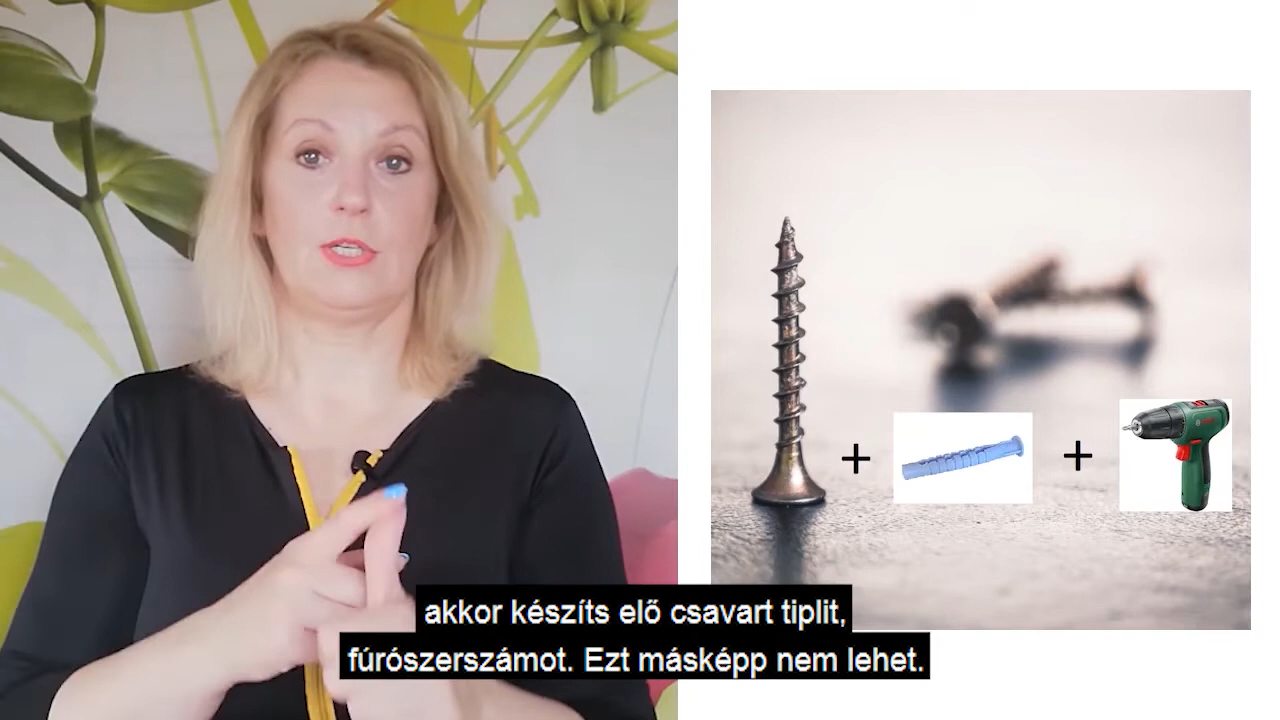 akkor készíts elő csavart tiplit,
fúrószerszámot. Ezt másképp nem lehet.